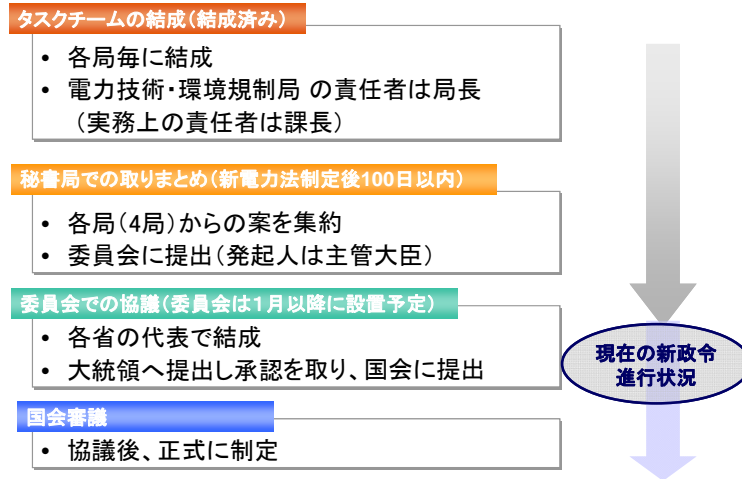 タスクチームの結成(結成済み)
• 各局毎に結成
• 電力技術・環境規制局 の責任者は局長
(実務上の責任者は課長)
秘書局での取りまとめ(新電力法制定後100日以内)
• 各局(4局)からの案を集約
• 委員会に提出(発起人は主管大臣)
委員会での協議(委員会は1月以降に設置予定)
• 各省の代表で結成
• 大統領へ提出し承認を取り、国会に提出
現在の新政令
進行状況
国会審議
• 協議後、正式に制定